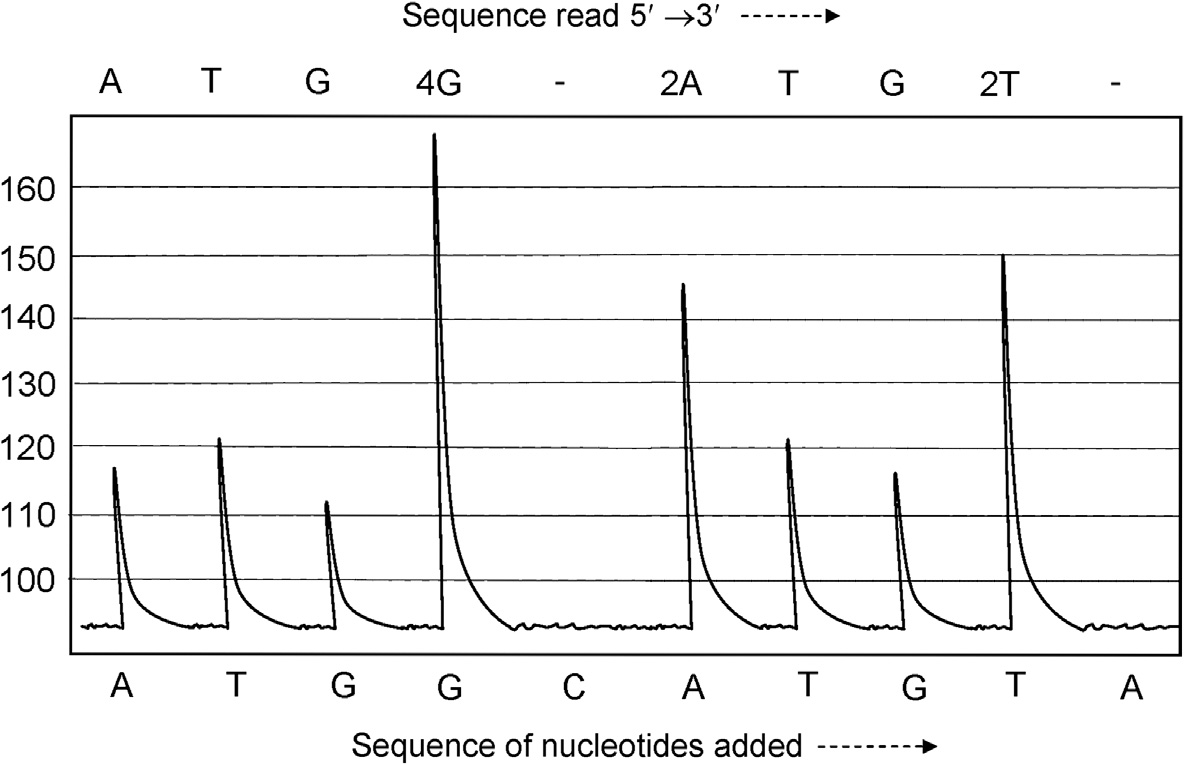 Sequence read 5′ →3′
A T G 4G - 2A T G 2T -
160
150
140
130
120
110
100
A T G G C A T G T A
Sequence of nucleotides added